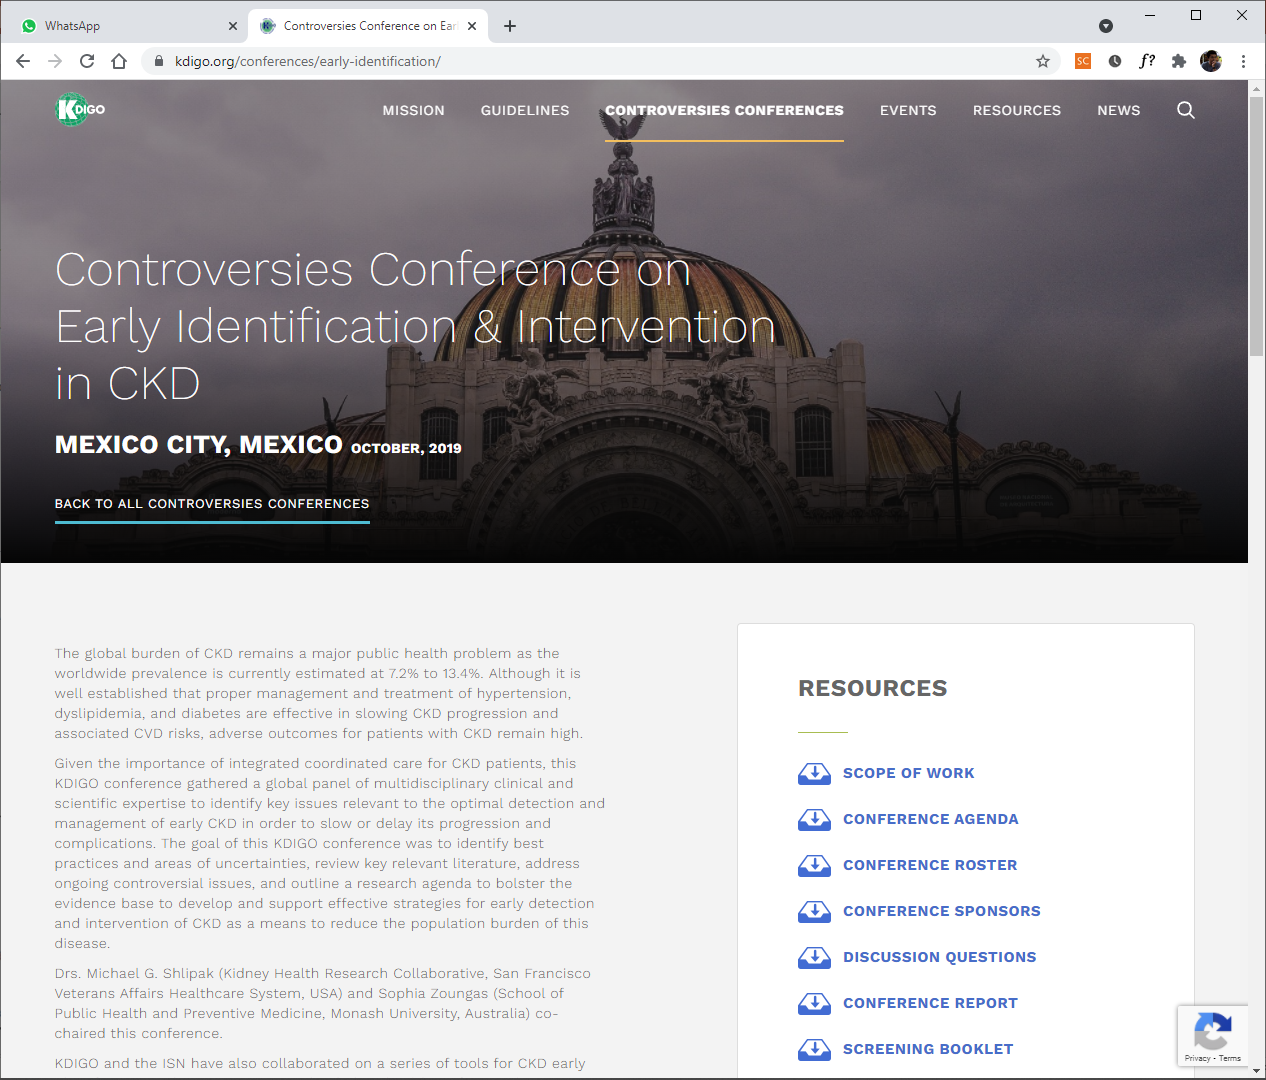 WhatsApp
Controversies Conference on Earl
kdigo.org/conferences/early-identification/
SC
f?
KDIGO
MISSION
GUIDELINES
CONTROVERSIES CONFERENCES
EVENTS
RESOURCES
NEWS
Controversies Conference on
Early Identification & Intervention
in CKD
MEXICO CITY, MEXICO OCTOBER, 2019
BACK TO ALL CONTROVERSIES CONFERENCES
The global burden of CKD remains a major public health problem as the
worldwide prevalence is currently estimated at 7.2% to 13.4%. Although it is
well established that proper management and treatment of hypertension,
dyslipidemia, and diabetes are effective in slowing CKD progression and
associated CVD risks, adverse outcomes for patients with CKD remain high.
Given the importance of integrated coordinated care for CKD patients, this
KDIGO conference gathered a global panel of multidisciplinary clinical and
scientific expertise to identify key issues relevant to the optimal detection and
management of early CKD in order to slow or delay its progression and
complications. The goal of this KDIGO conference was to identify best
practices and areas of uncertainties, review key relevant literature, address
ongoing controversial issues, and outline a research agenda to bolster the
evidence base to develop and support effective strategies for early detection
and intervention of CKD as a means to reduce the population burden of this
disease.
Drs. Michael G. Shlipak (Kidney Health Research Collaborative, San Francisco
Veterans Affairs Healthcare System, USA) and Sophia Zoungas (School of
Public Health and Preventive Medicine, Monash University, Australia) co-
chaired this conference.
KDIGO and the ISN have also collaborated on a series of tools for CKD early
RESOURCES
SCOPE OF WORK
CONFERENCE AGENDA
CONFERENCE ROSTER
CONFERENCE SPONSORS
DISCUSSION QUESTIONS
CONFERENCE REPORT
SCREENING BOOKLET
Privacy - Terms